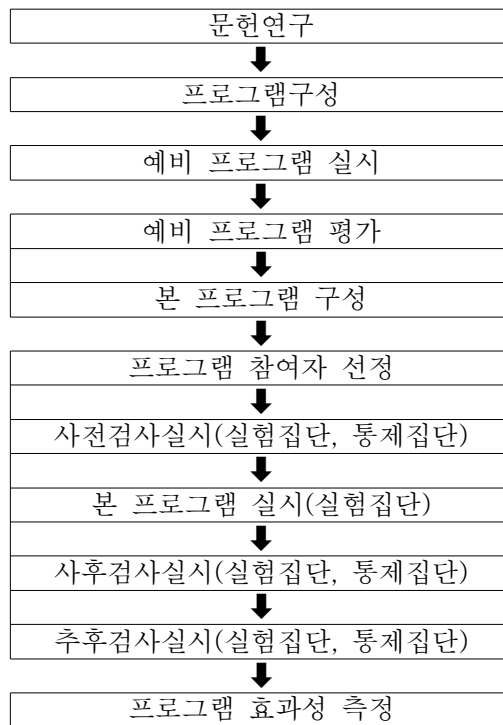 문헌연구
프로그램구성
예비 프로그램 실시
예비 프로그램 평가
본 프로그램 구성
프로그램 참여자 선정
사전검사실시(실험집단, 통제집단)
본 프로그램 실시(실험집단)
사후검사실시(실험집단, 통제집단)
추후검사실시(실험집단, 통제집단)
프로그램 효과성 측정